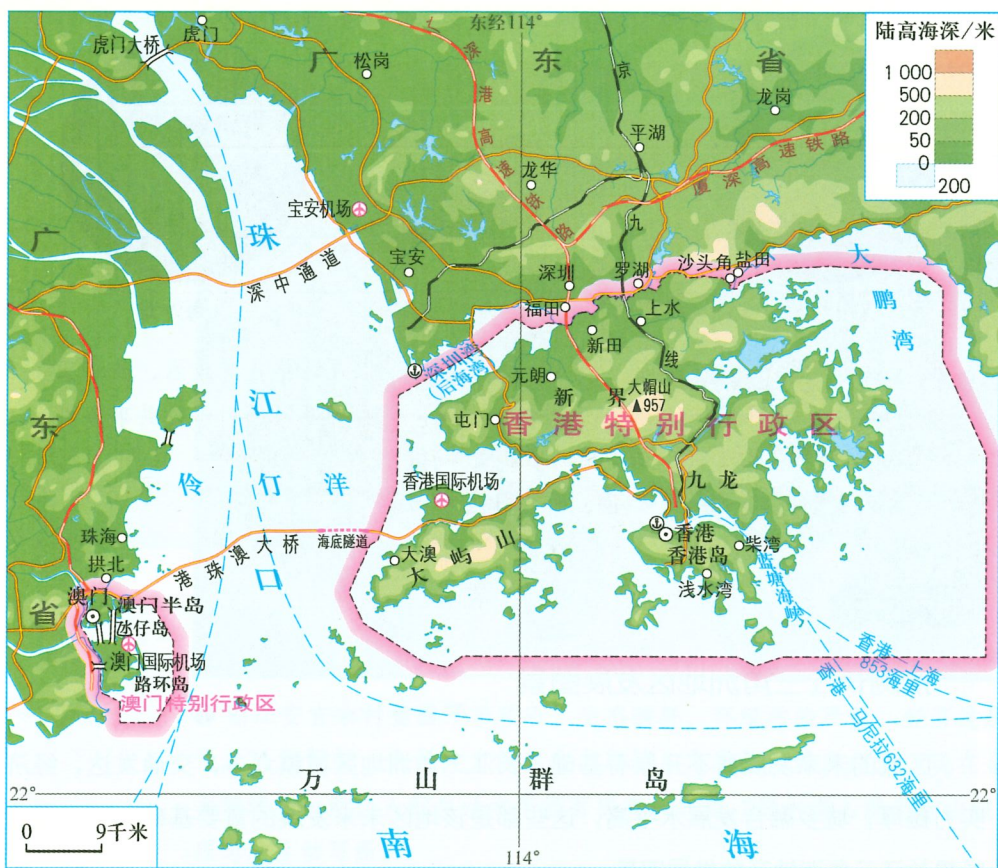 东经114°
陆高海深/米
1 000
500
200
50
0
200
虎门大桥
虎门
松岗
广东省
龙岗
深港高速铁路
京九线
平湖
厦深高速铁路
龙华
宝安机场
宝安
深中通道
珠江口
深圳
罗湖
沙头角
盐田
大鹏湾
福田
上水
新田
深圳湾
(后海湾)
元朗
新界
大帽山
957
屯门
香港特别行政区
伶仃洋
香港国际机场
九龙
香港
香港岛
柴湾
蓝塘海峡
浅水湾
大澳
大屿山
海底隧道
港珠澳大桥
广东省
珠海
拱北
澳门
澳门半岛
氹仔岛
澳门国际机场
路环岛
澳门特别行政区
香港—上海
853海里
香港—马尼拉632海里
万山群岛
22°
22°
0 9千米
南海
114°